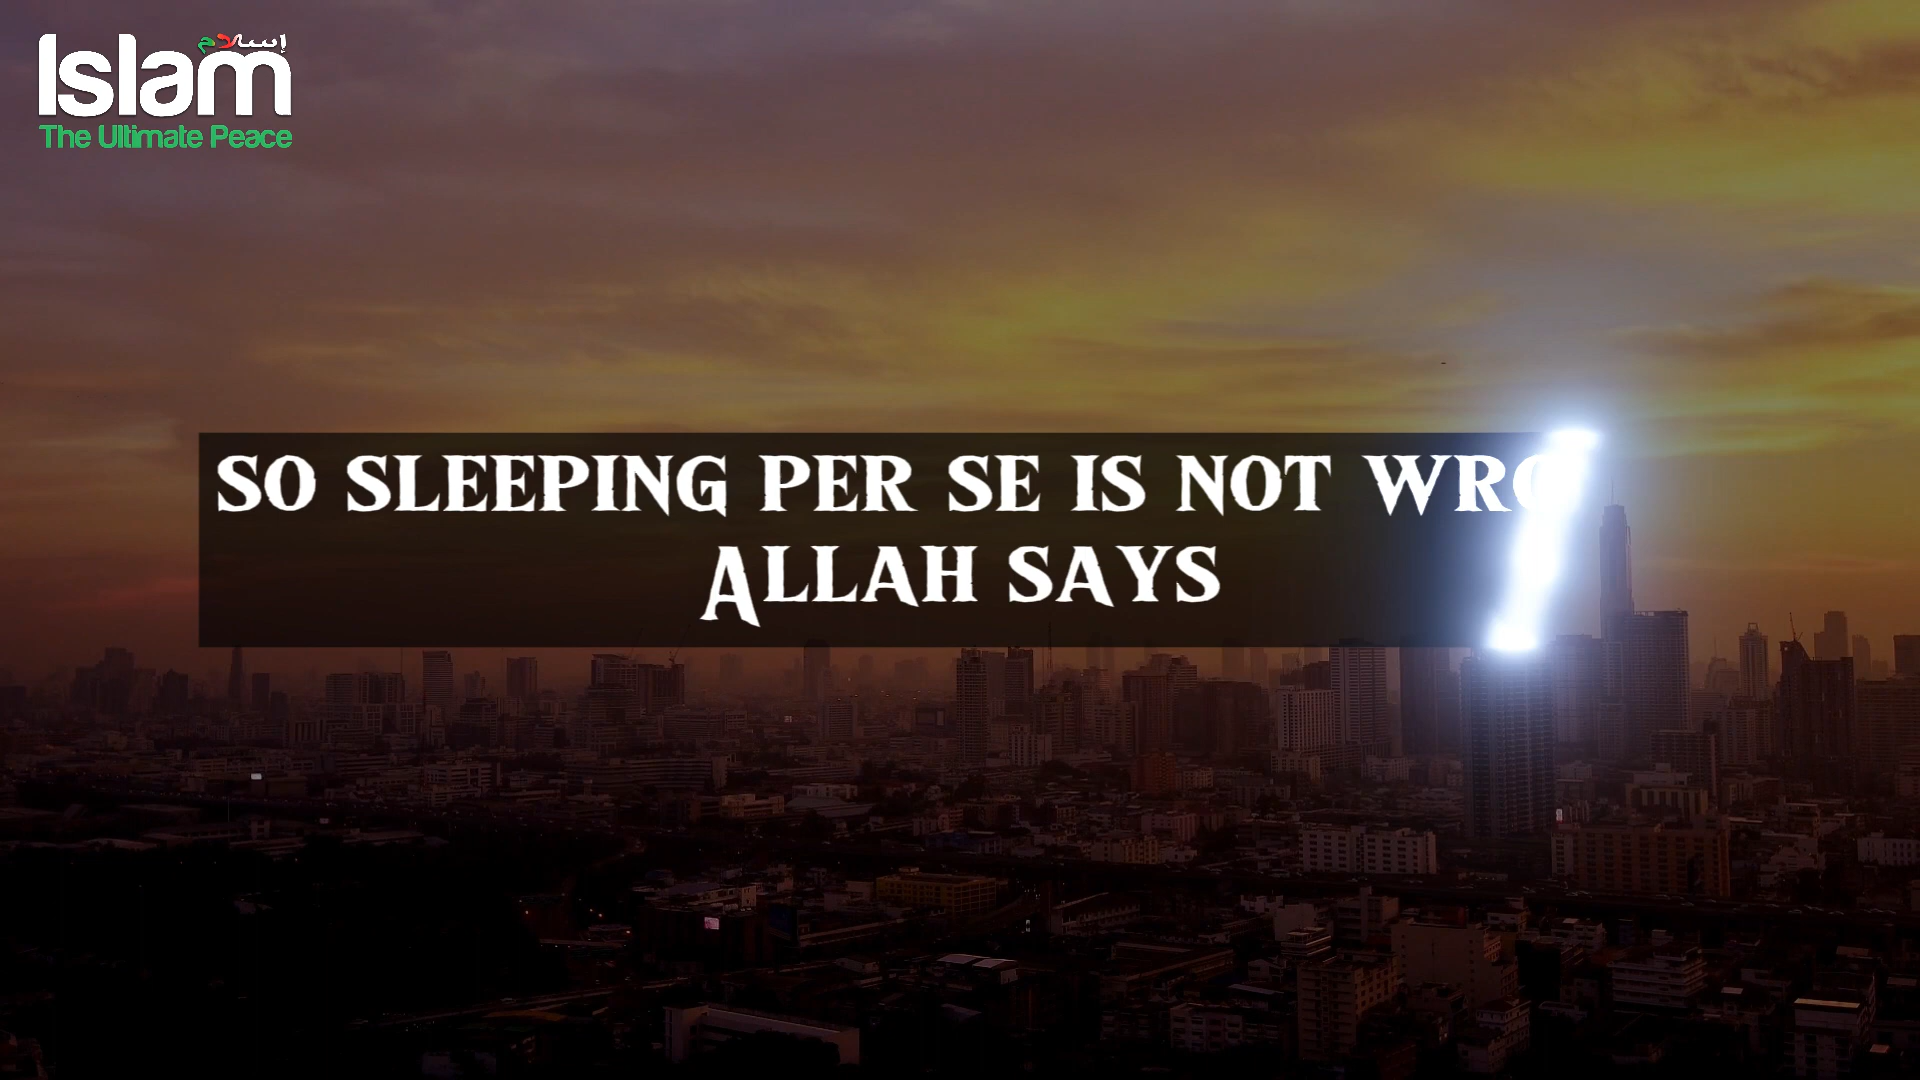 إسلام
Islam
The Ultimate Peace
SO SLEEPING PER SE IS NOT
ALLAH SAYS